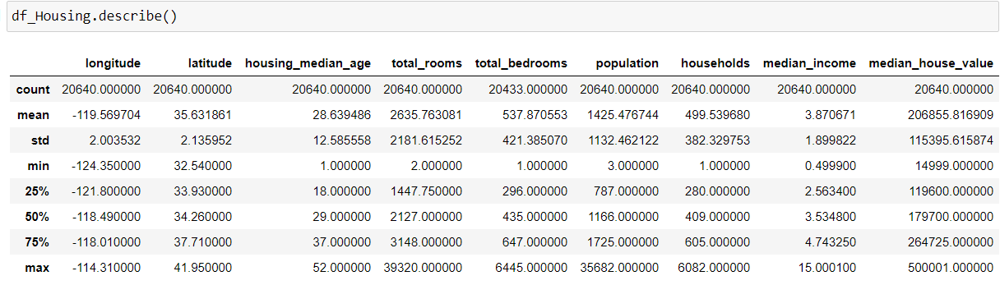 df_Housing.describe()
longitude latitude housing_median_age total_rooms total_bedrooms population households median_income median_house_value
count 20640.000000 20640.000000 20640.000000 20640.000000 20433.000000 20640.000000 20640.000000 20640.000000 20640.000000
mean -119.569704 35.631861 28.639486 2635.763081 537.870553 1425.476744 499.539680 3.870671 206855.816909
std 2.003532 2.135952 12.585558 2181.615252 421.385070 1132.462122 382.329753 1.899822 115395.615874
min -124.350000 32.540000 1.000000 2.000000 1.000000 3.000000 1.000000 0.499900 14999.000000
25% -121.800000 33.930000 18.000000 1447.750000 296.000000 787.000000 280.000000 2.563400 119600.000000
50% -118.490000 34.260000 29.000000 2127.000000 435.000000 1166.000000 409.000000 3.534800 179700.000000
75% -118.010000 37.710000 37.000000 3148.000000 647.000000 1725.000000 605.000000 4.743250 264725.000000
max -114.310000 41.950000 52.000000 39320.000000 6445.000000 35682.000000 6082.000000 15.000100 500001.000000